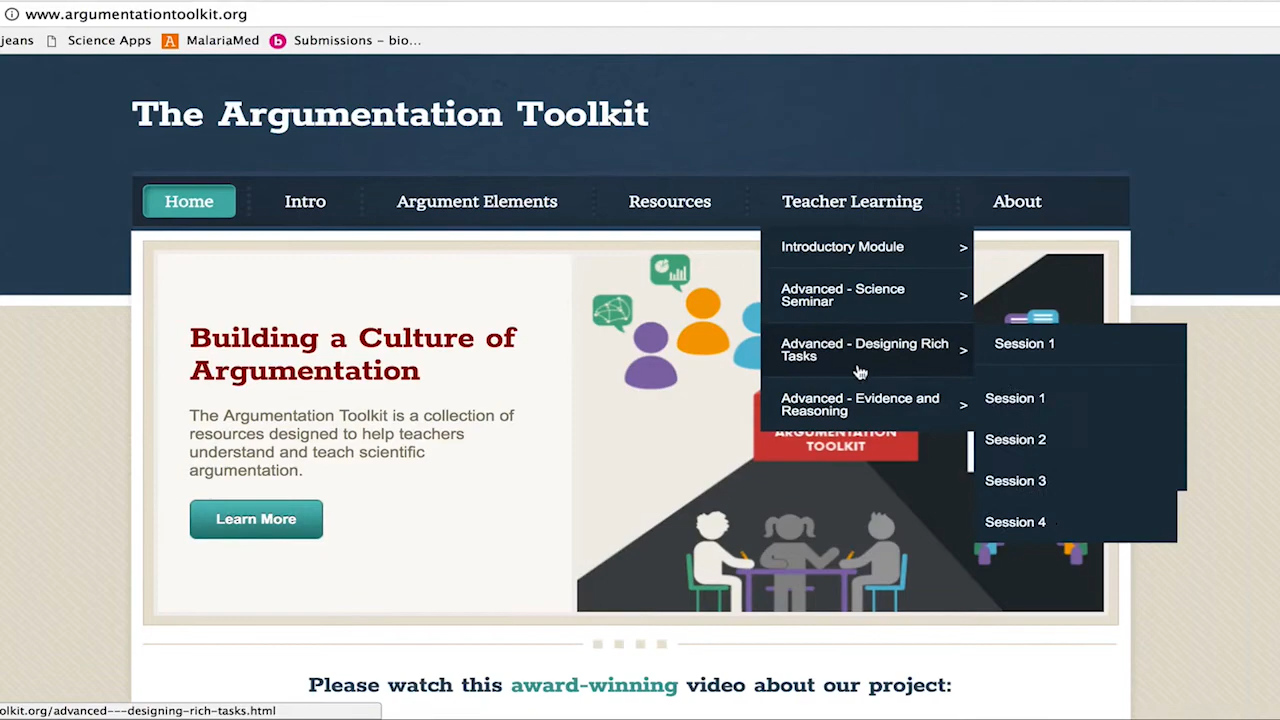 www.argumentationtoolkit.org
jeans Science Apps MalariaMed Submissions – bio...
The Argumentation Toolkit
Home Intro Argument Elements Resources Teacher Learning About
Introductory Module >
Advanced - Science
Seminar >
Advanced - Designing Rich
Tasks >
Advanced - Evidence and
Reasoning >
Session 1
Session 1
Session 2
Session 3
Session 4
Building a Culture of
Argumentation
The Argumentation Toolkit is a collection of
resources designed to help teachers
understand and teach scientific
argumentation.
Learn More
ARGUMENTATION
TOOLKIT
Please watch this award-winning video about our project:
olkit.org/advanced---designing-rich-tasks.html